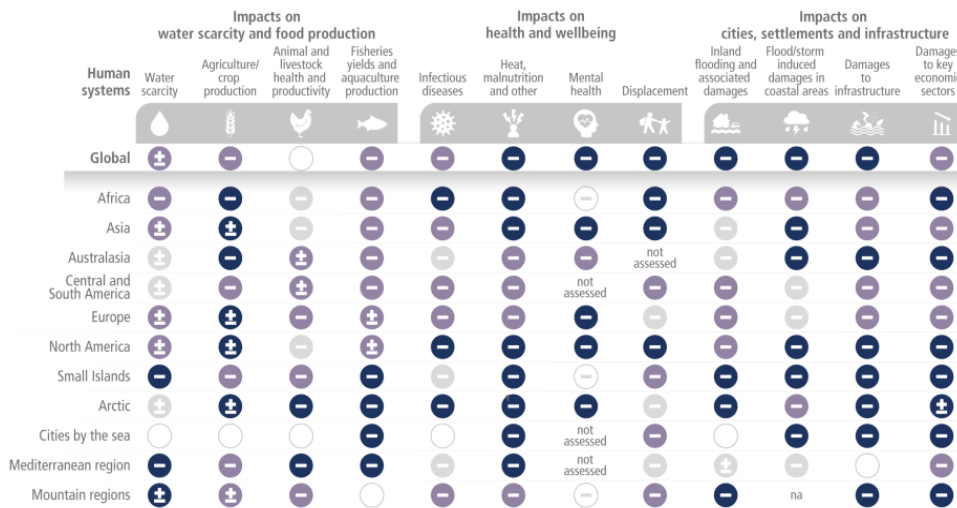 Impacts on
water scarcity and food production
Impacts on
health and wellbeing
Impacts on
cities, settlements and infrastructure
Human
systems
Water
scarcity
Agriculture/
crop
production
Animal and
livestock
health and
productivity
Fisheries
yields and
aquaculture
production
Infectious
diseases
Heat,
malnutrition
and other
Mental
health
Displacement
Inland
flooding and
associated
damages
Flood/storm
induced
damages in
coastal areas
Damages
to
infrastructure
Damages
to key
economi
sectors
Global
Africa
Asia
Australasia
not
assessed
Central and
South America
not
assessed
Europe
North America
Small Islands
Arctic
Cities by the sea
not
assessed
Mediterranean region
not
assessed
Mountain regions
na